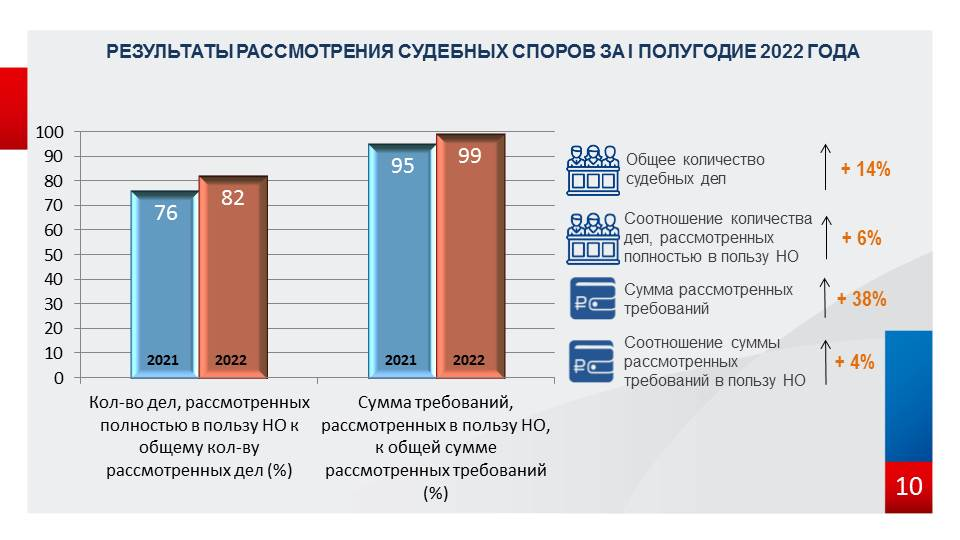 РЕЗУЛЬТАТЫ РАССМОТРЕНИЯ СУДЕБНЫХ СПОРОВ ЗА I ПОЛУГОДИЕ 2022 ГОДА
100
90
80
70
60
50
40
30
20
10
0
76
82
95
99
2021
2022
2021
2022
Кол-во дел, рассмотренных
полностью в пользу НО к
общему кол-ву
рассмотренных дел (%)
Сумма требований,
рассмотренных в пользу НО,
к общей сумме
рассмотренных требований
(%)
Общее количество
судебных дел
+ 14%
Соотношение количества
дел, рассмотренных
полностью в пользу НО
+ 6%
Сумма рассмотренных
требований
+ 38%
Соотношение суммы
рассмотренных
требований в пользу НО
+ 4%
10